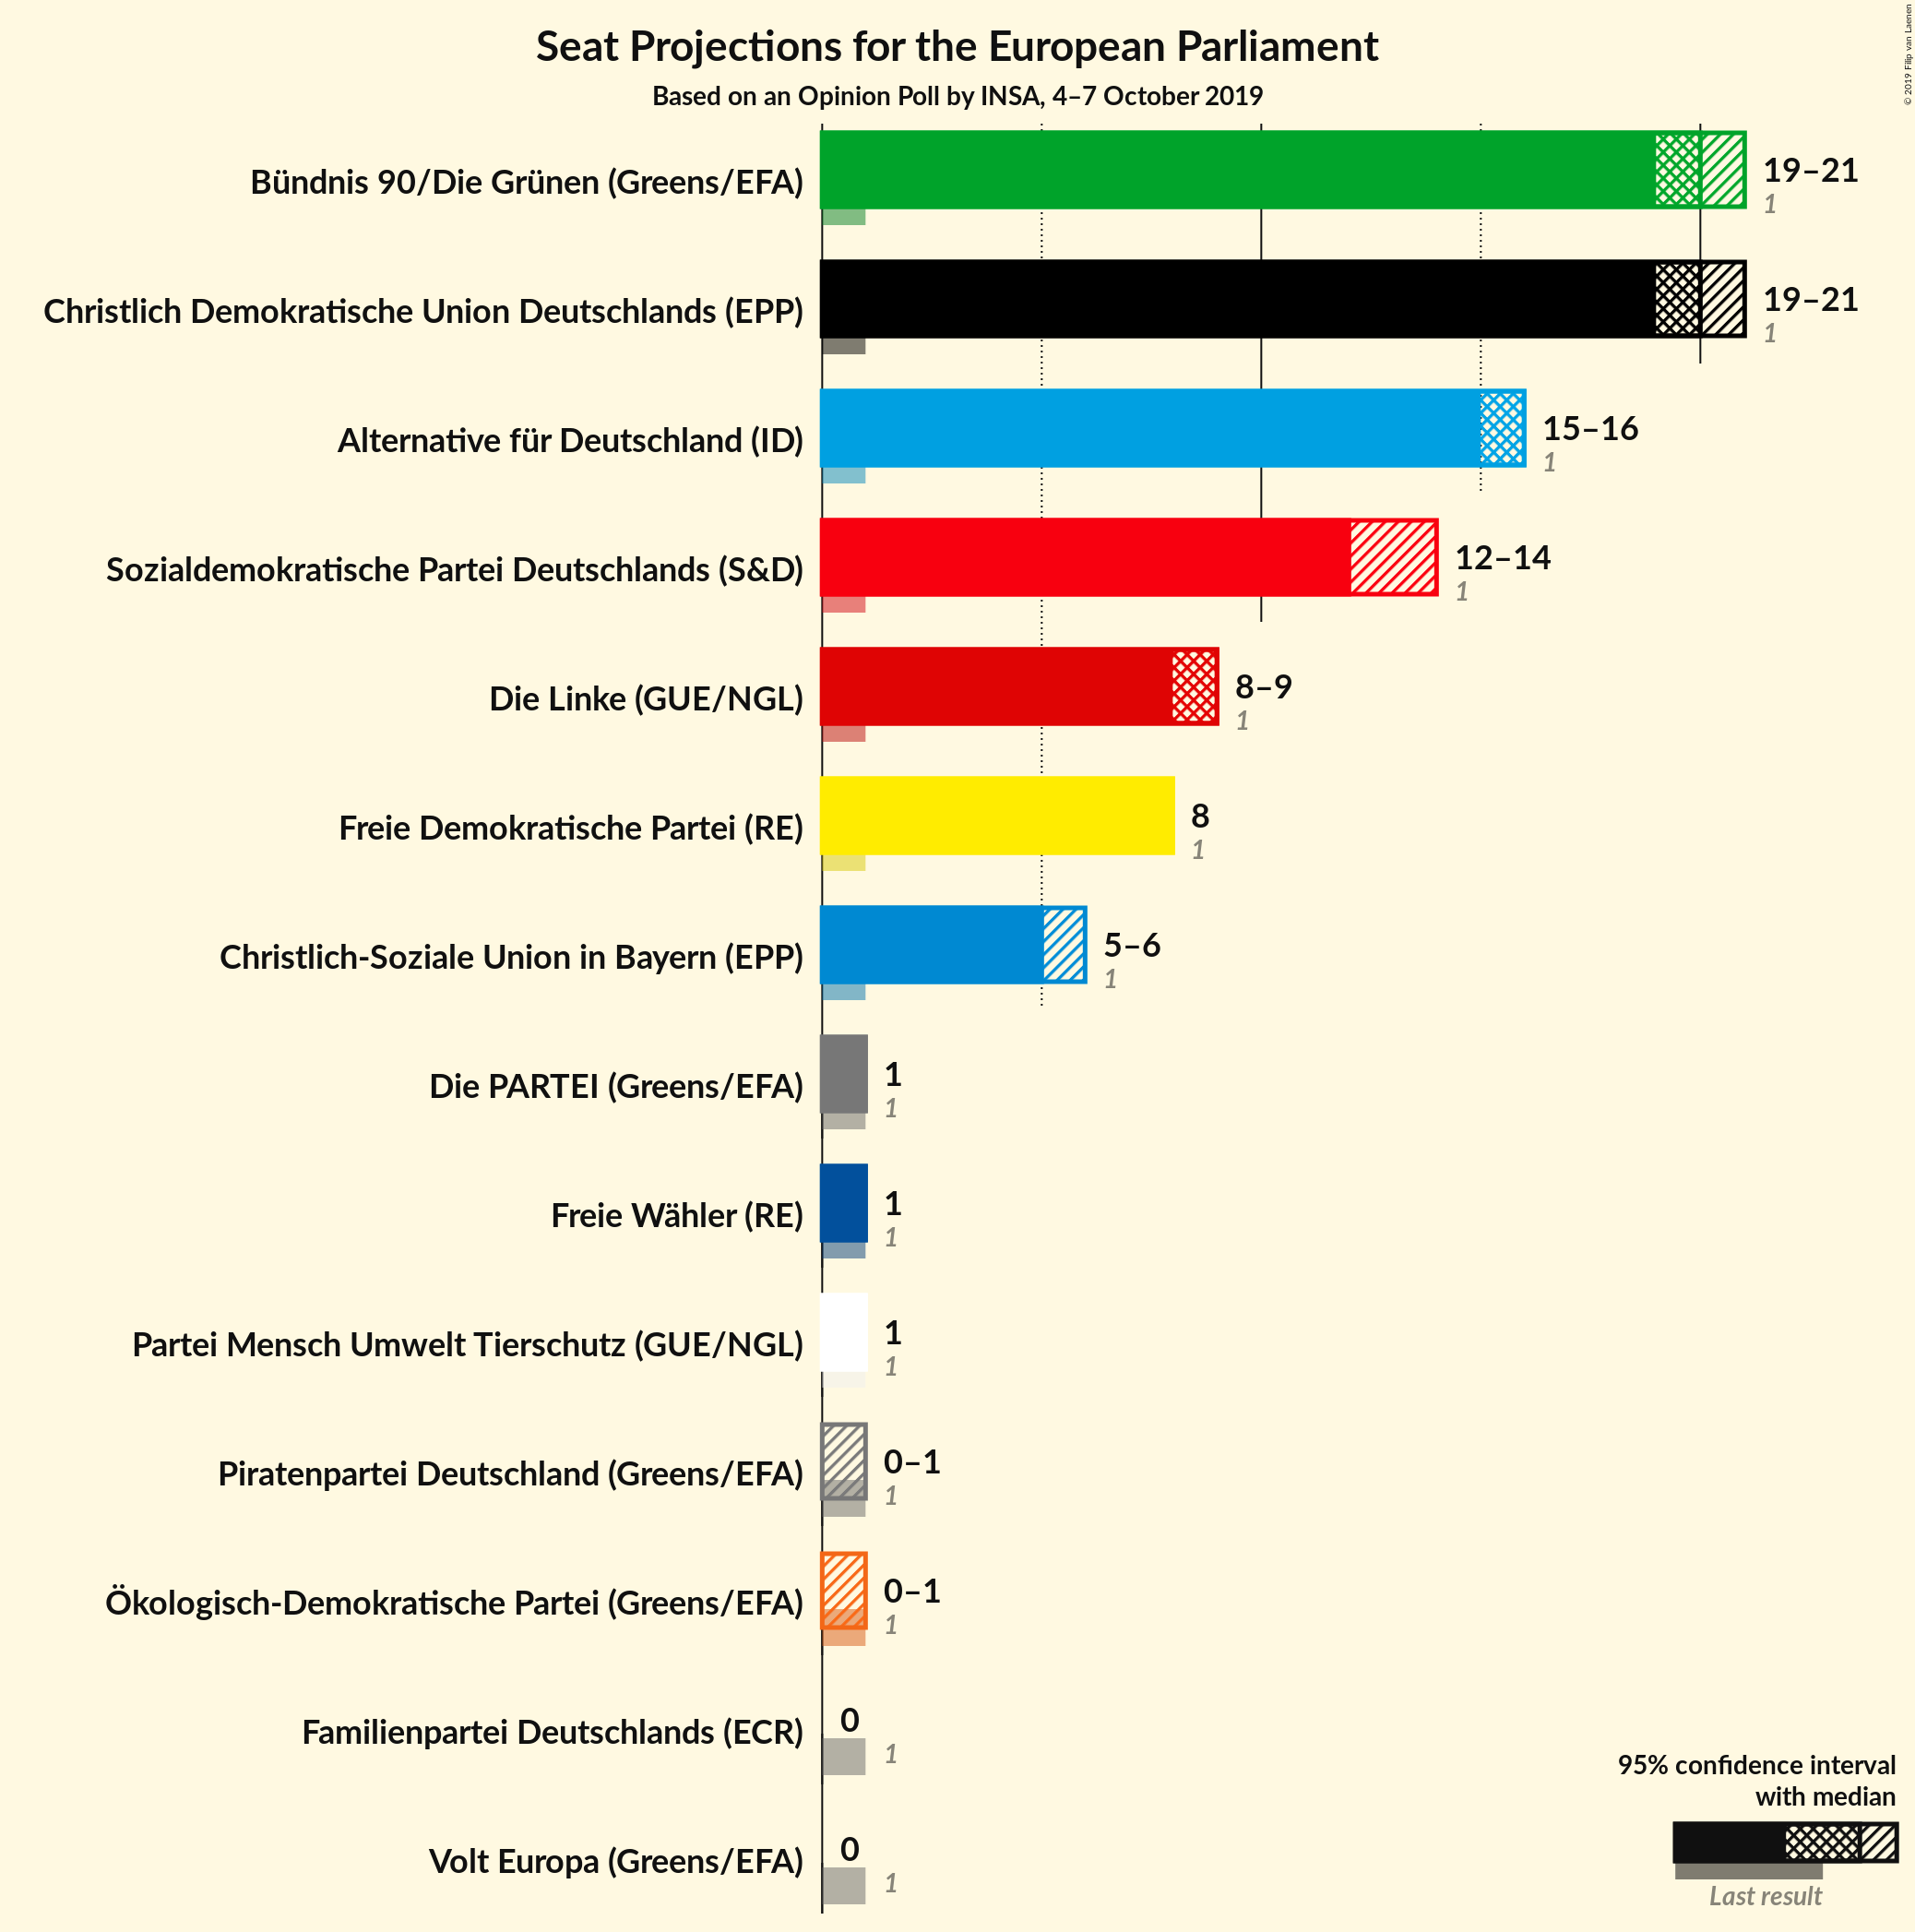 Seat Projections for the European Parliament
Based on an Opinion Poll by INSA, 4–7 October 2019
© 2019 Filip van Laenen
Bündnis 90/Die Grünen (Greens/EFA)
19–21
1
Christlich Demokratische Union Deutschlands (EPP)
19–21
1
Alternative für Deutschland (ID)
15–16
1
Sozialdemokratische Partei Deutschlands (S&D)
12–14
1
Die Linke (GUE/NGL)
8–9
1
Freie Demokratische Partei (RE)
8
1
Christlich-Soziale Union in Bayern (EPP)
5–6
1
Die PARTEI (Greens/EFA)
1
1
Freie Wähler (RE)
1
1
Partei Mensch Umwelt Tierschutz (GUE/NGL)
1
1
Piratenpartei Deutschland (Greens/EFA)
0–1
1
Ökologisch-Demokratische Partei (Greens/EFA)
0–1
1
Familienpartei Deutschlands (ECR)
0
1
Volt Europa (Greens/EFA)
0
1
95% confidence interval
with median
Last result